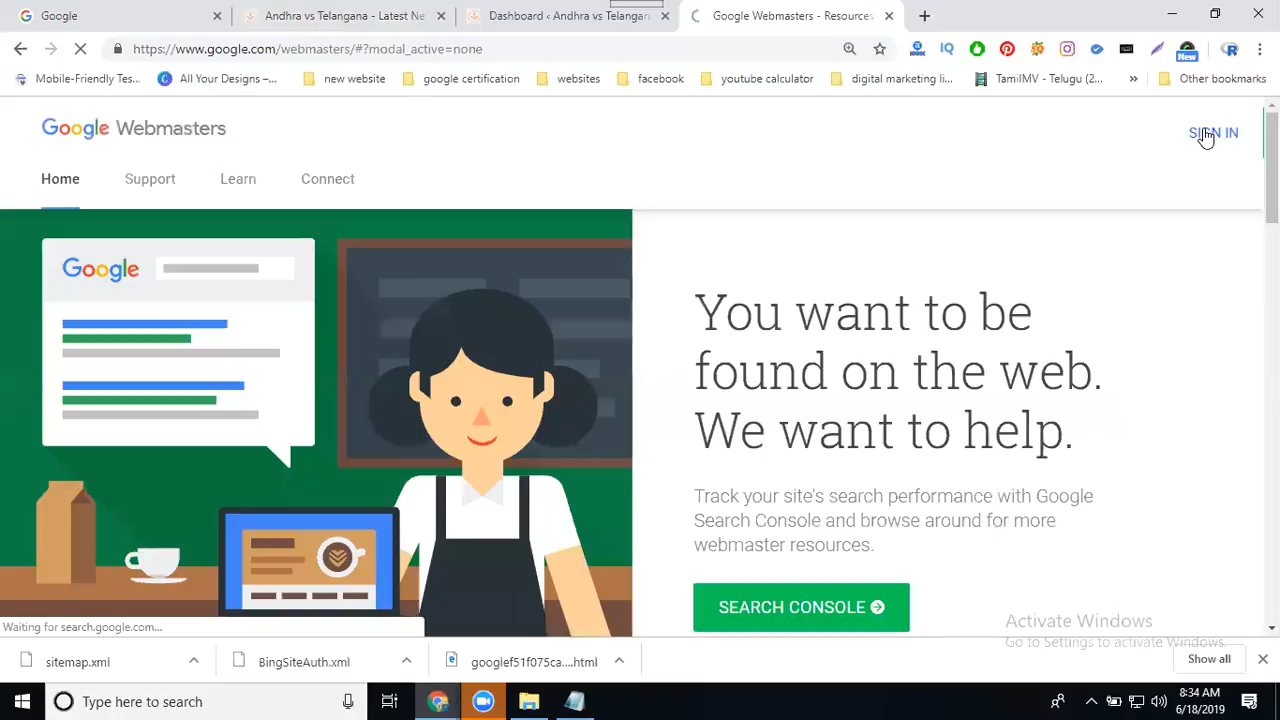 Google
Andhra vs Telangana - Latest Ne
Dashboard ‹ Andhra vs Telangan
Google Webmasters - Resources
https://www.google.com/webmasters/#?modal_active=none
New
Mobile-Friendly Tes...
All Your Designs –...
new website
google certification
websites
facebook
youtube calculator
digital marketing li...
TamilMV - Telugu (2...
»
Other bookmarks
Google Webmasters
SIGN IN
Home
Support
Learn
Connect
Google
You want to be
found on the web.
We want to help.
Track your site's search performance with Google
Search Console and browse around for more
webmaster resources.
SEARCH CONSOLE
Activate Windows
Go to Settings to activate Windows.
Waiting for search.google.com...
sitemap.xml
BingSiteAuth.xml
googlef51f075ca....html
Show all
Type here to search
8:34 AM
6/18/2019